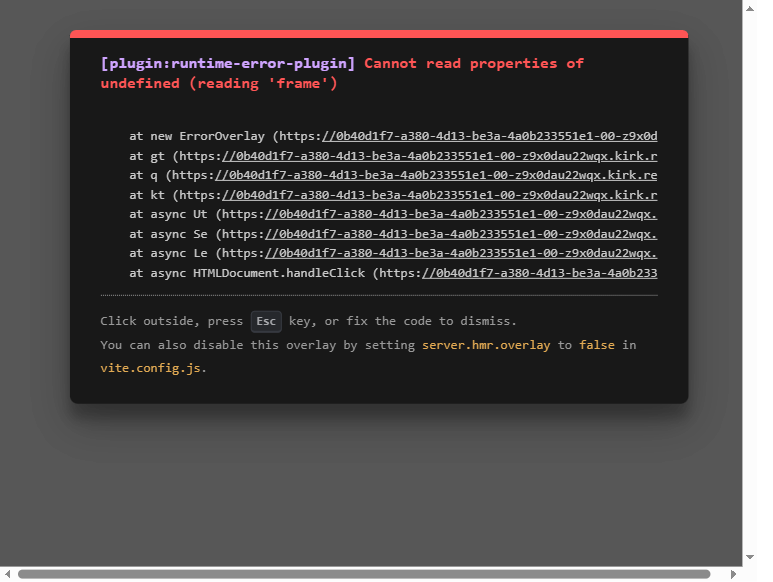 [plugin:runtime-error-plugin] Cannot read properties of
undefined (reading 'frame')
at new ErrorOverlay (https://0b40d1f7-a380-4d13-be3a-4a0b233551e1-00-z9x0d
at gt (https://0b40d1f7-a380-4d13-be3a-4a0b233551e1-00-z9x0dau22wqx.kirk.r
at q (https://0b40d1f7-a380-4d13-be3a-4a0b233551e1-00-z9x0dau22wqx.kirk.re
at kt (https://0b40d1f7-a380-4d13-be3a-4a0b233551e1-00-z9x0dau22wqx.kirk.r
at async Ut (https://0b40d1f7-a380-4d13-be3a-4a0b233551e1-00-z9x0dau22wqx.
at async Se (https://0b40d1f7-a380-4d13-be3a-4a0b233551e1-00-z9x0dau22wqx.
at async Le (https://0b40d1f7-a380-4d13-be3a-4a0b233551e1-00-z9x0dau22wqx.
at async HTMLDocument.handleClick (https://0b40d1f7-a380-4d13-be3a-4a0b233
Click outside, press Esc key, or fix the code to dismiss.
You can also disable this overlay by setting server.hmr.overlay to false in
vite.config.js.